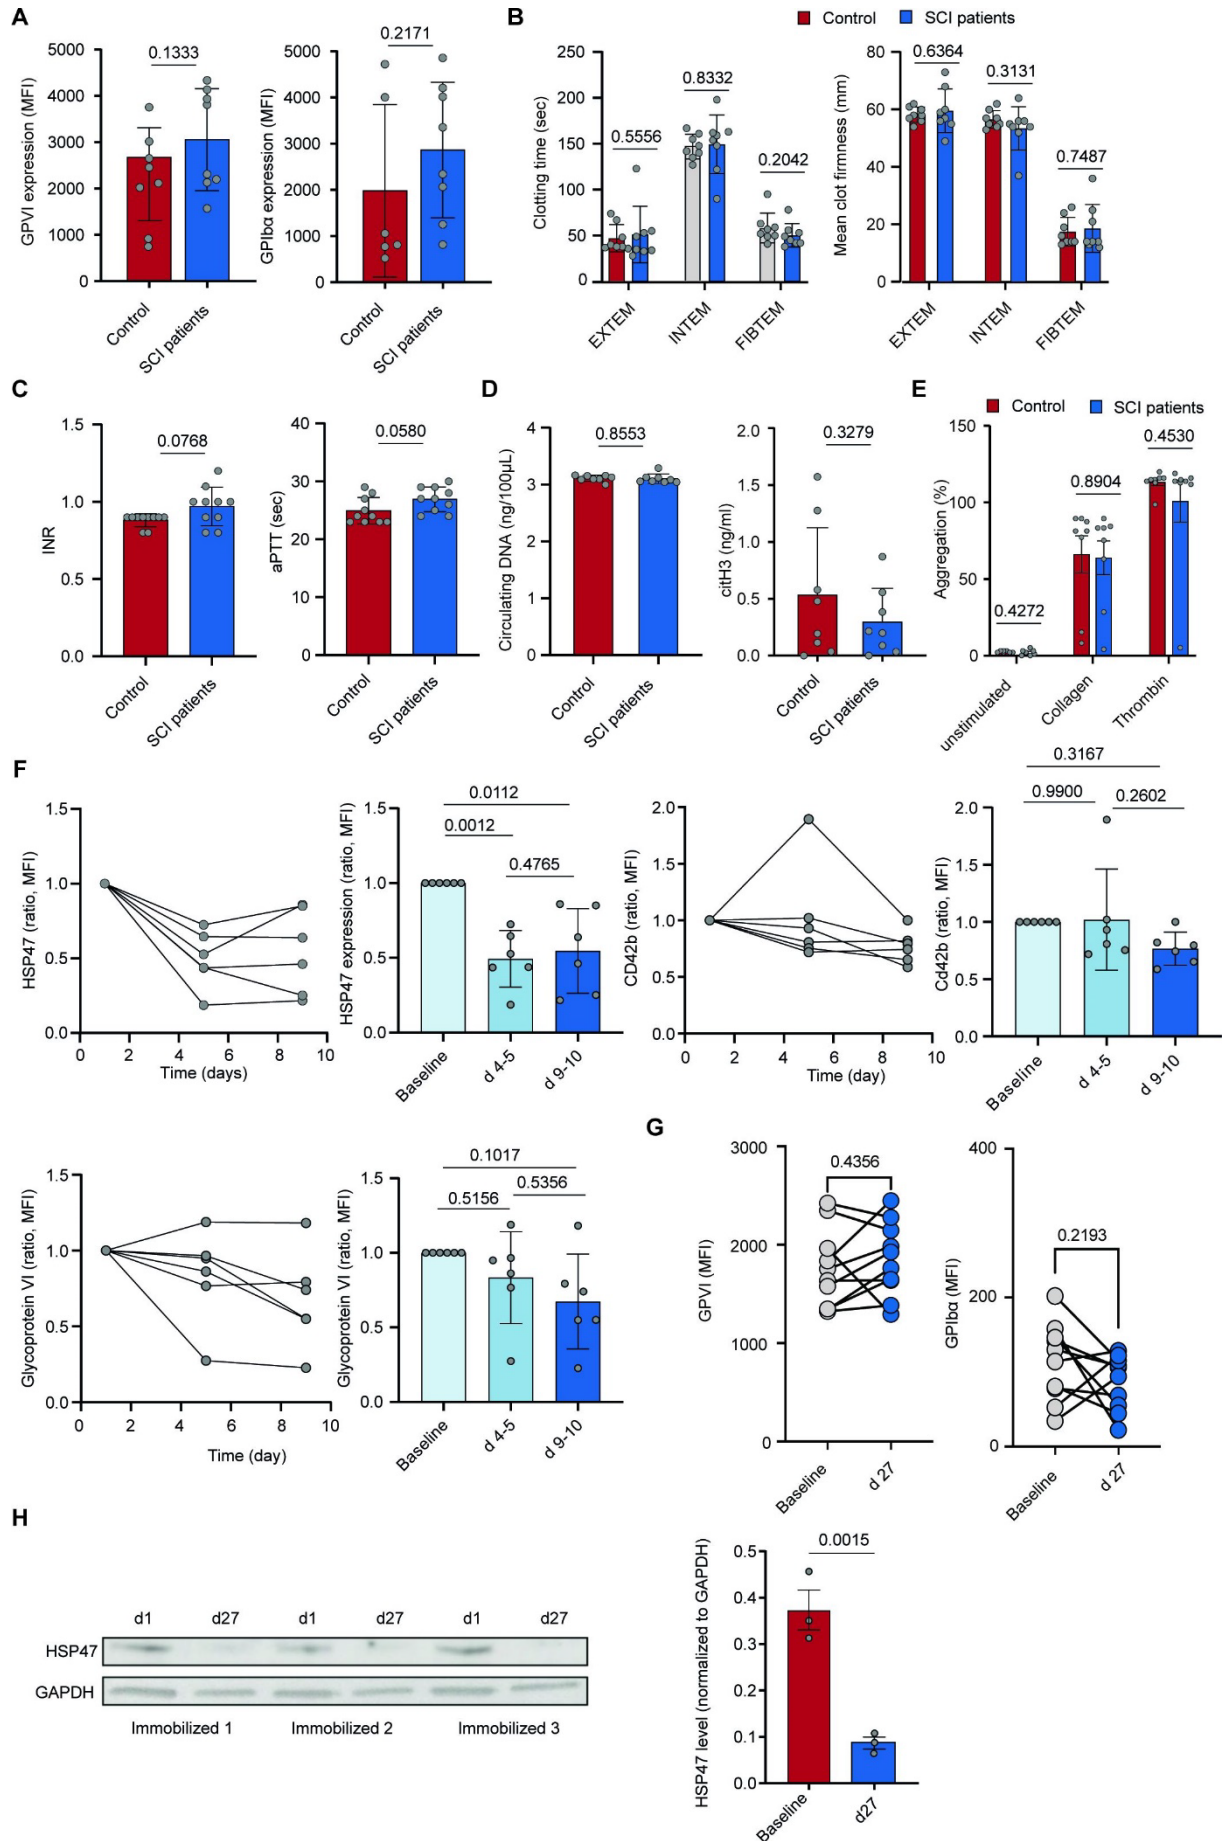 A
GPVI expression (MFI)
5000
4000
3000
2000
1000
0
0.1333
Control
SCI patients
GPIbα expression (MFI)
5000
4000
3000
2000
1000
0
0.2171
Control
SCI patients
B
Control
SCI patients
Clotting time (sec)
250
200
150
100
50
0
0.5556
0.8332
0.2042
EXTEM
INTEM
FIBTEM
Mean clot firmness (mm)
80
60
40
20
0
0.6364
0.3131
0.7487
EXTEM
INTEM
FIBTEM
C
INR
1.5
1.0
0.5
0.0
0.0768
Control
SCI patients
aPTT (sec)
40
30
20
10
0
0.0580
Control
SCI patients
D
Circulating DNA (ng/100µL)
4
3
2
1
0
0.8553
Control
SCI patients
citH3 (ng/ml)
2.0
1.5
1.0
0.5
0.0
0.3279
Control
SCI patients
E
Control
SCI patients
Aggregation (%)
150
100
50
0
0.4272
0.8904
0.4530
unstimulated
Collagen
Thrombin
F
HSP47 (ratio, MFI)
1.5
1.0
0.5
0.0
0 2 4 6 8 10
Time (days)
HSP47 expression (ratio, MFI)
1.5
1.0
0.5
0.0
0.0112
0.0012
0.4765
Baseline
d 4-5
d 9-10
CD42b (ratio, MFI)
2.0
1.5
1.0
0.5
0.0
0 2 4 6 8 10
Time (day)
Cd42b (ratio, MFI)
2.0
1.5
1.0
0.5
0.0
0.3167
0.9900
0.2602
Baseline
d 4-5
d 9-10
Glycoprotein VI (ratio, MFI)
1.5
1.0
0.5
0.0
0 2 4 6 8 10
Time (day)
Glycoprotein VI (ratio, MFI)
1.5
1.0
0.5
0.0
0.1017
0.5156
0.5356
Baseline
d 4-5
d 9-10
G
GPVI (MFI)
3000
2000
1000
0
0.4356
Baseline
d 27
GPIbα (MFI)
400
200
0
0.2193
Baseline
d 27
H
d1 d27 d1 d27 d1 d27
HSP47
GAPDH
Immobilized 1 Immobilized 2 Immobilized 3
HSP47 level (normalized to GAPDH)
0.5
0.4
0.3
0.2
0.1
0.0
0.0015
Baseline
d27